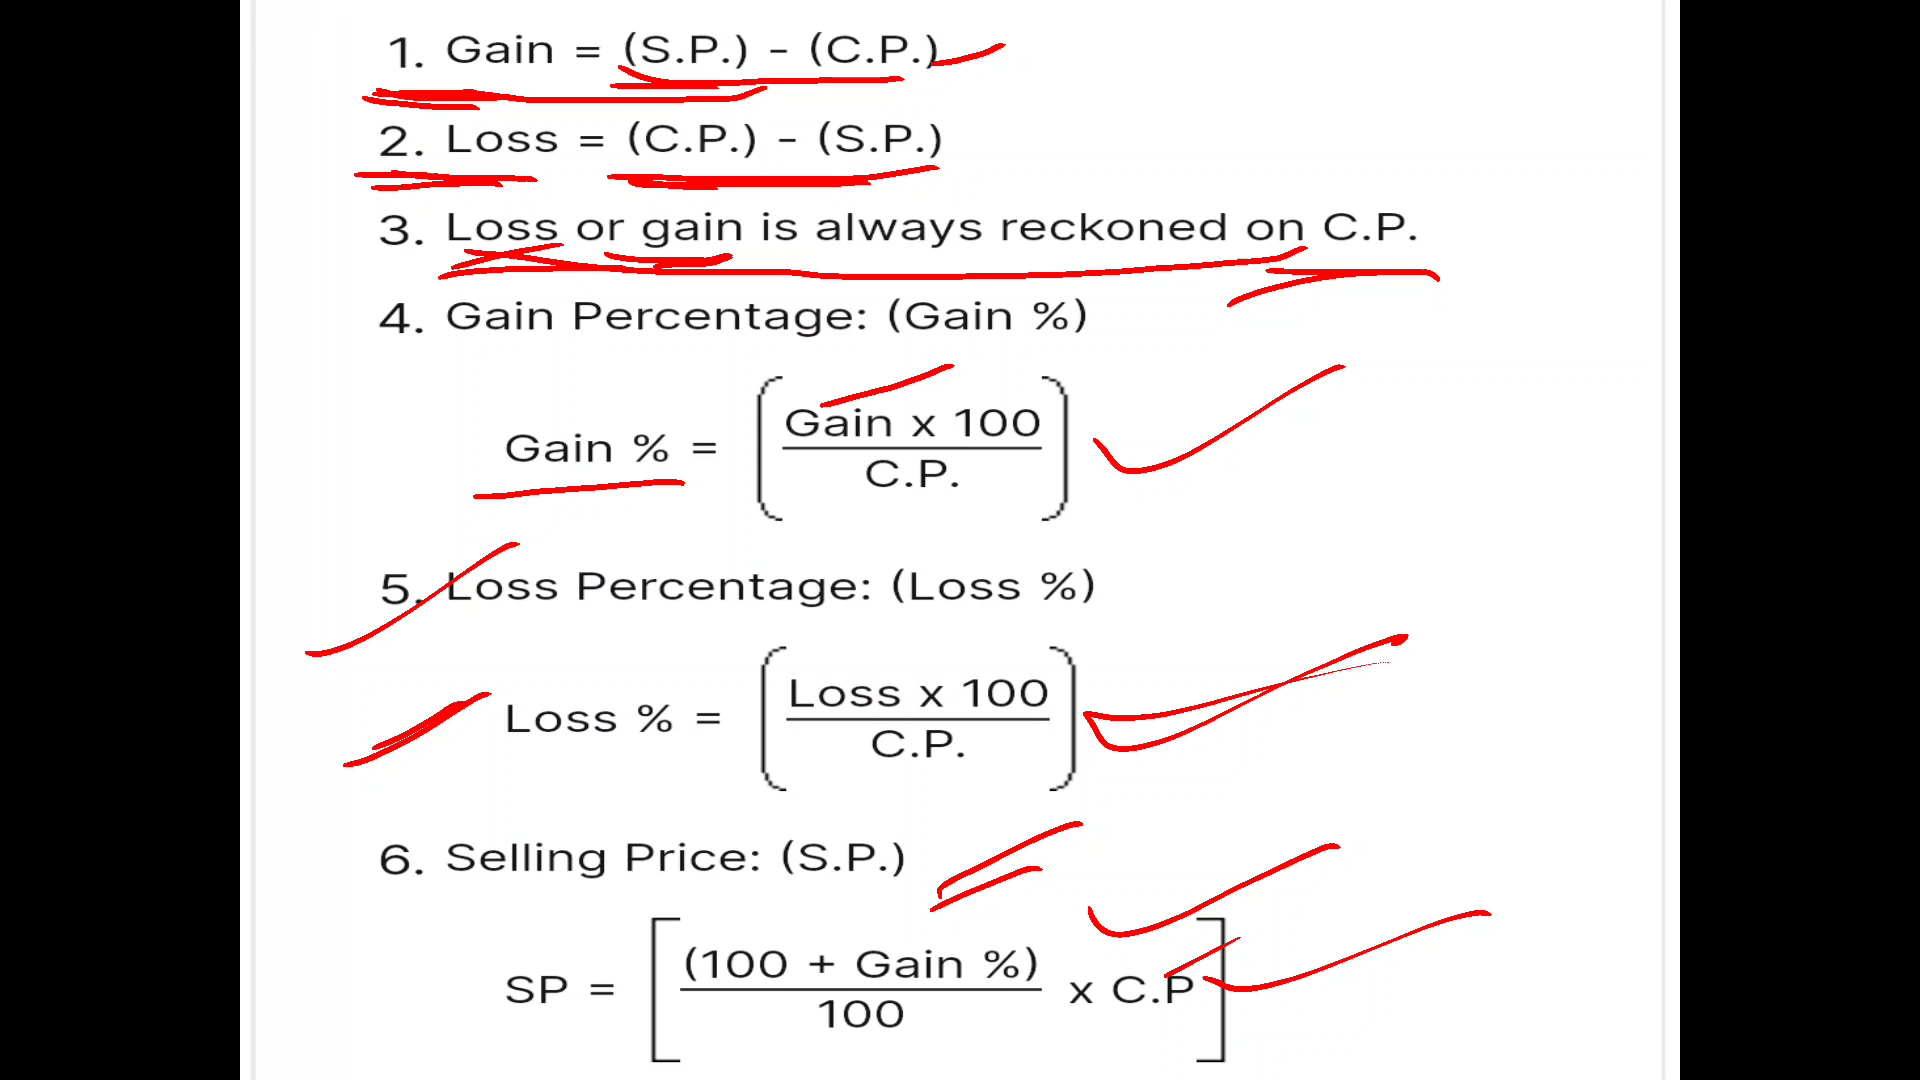 1. Gain = (S.P.) - (C.P.)
2. Loss = (C.P.) - (S.P.)
3. Loss or gain is always reckoned on C.P.
4. Gain Percentage: (Gain %)
Gain % = (Gain x 100 / C.P.)
5. Loss Percentage: (Loss %)
Loss % = (Loss x 100 / C.P.)
6. Selling Price: (S.P.)
SP = [(100 + Gain %) / 100 x C.P]